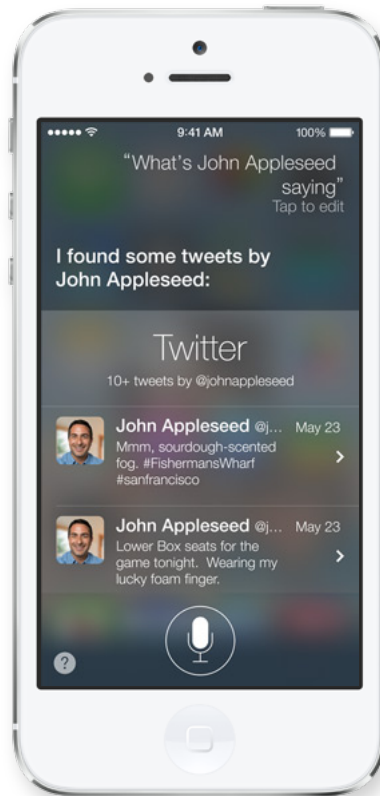 9:41 AM
100%
“What’s John Appleseed
saying”
Tap to edit
I found some tweets by
John Appleseed:
Twitter
10+ tweets by @johnappleseed
John Appleseed @j... May 23
Mmm, sourdough-scented
fog. #FishermansWharf
#sanfrancisco
John Appleseed @j... May 23
Lower Box seats for the
game tonight.  Wearing my
lucky foam finger.
?